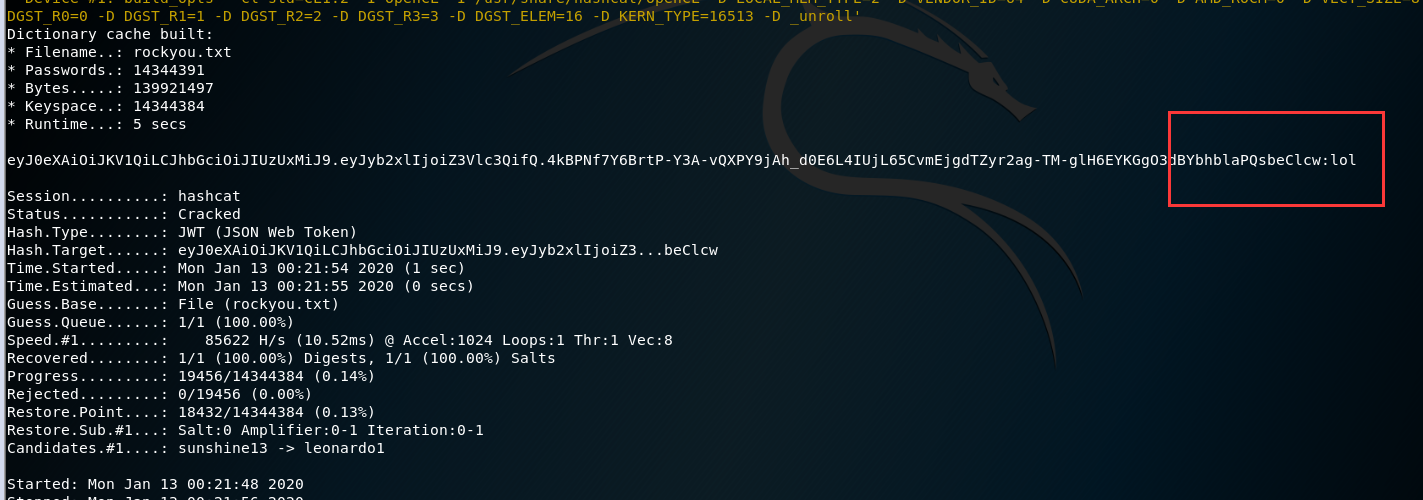 DGST_R0=0 -D DGST_R1=1 -D DGST_R2=2 -D DGST_R3=3 -D DGST_ELEM=16 -D KERN_TYPE=16513 -D _unroll'
Dictionary cache built:
* Filename..: rockyou.txt
* Passwords.: 14344391
* Bytes.....: 139921497
* Keyspace..: 14344384
* Runtime...: 5 secs
eyJ0eXAiOiJKV1QiLCJhbGciOiJIUzUxMiJ9.eyJyb2xlIjoiZ3Vlc3QifQ.4kBPNf7Y6BrtP-Y3A-vQXPY9jAh_d0E6L4IUjL65CvmEjgdTZyr2ag-TM-glH6EYKGgO3dBYbhblaPQsbeClcw:lol
Session..........: hashcat
Status...........: Cracked
Hash.Type........: JWT (JSON Web Token)
Hash.Target......: eyJ0eXAiOiJKV1QiLCJhbGciOiJIUzUxMiJ9.eyJyb2xlIjoiZ3...beClcw
Time.Started.....: Mon Jan 13 00:21:54 2020 (1 sec)
Time.Estimated...: Mon Jan 13 00:21:55 2020 (0 secs)
Guess.Base.......: File (rockyou.txt)
Guess.Queue......: 1/1 (100.00%)
Speed.#1.........:    85622 H/s (10.52ms) @ Accel:1024 Loops:1 Thr:1 Vec:8
Recovered........: 1/1 (100.00%) Digests, 1/1 (100.00%) Salts
Progress.........: 19456/14344384 (0.14%)
Rejected.........: 0/19456 (0.00%)
Restore.Point....: 18432/14344384 (0.13%)
Restore.Sub.#1...: Salt:0 Amplifier:0-1 Iteration:0-1
Candidates.#1....: sunshine13 -> leonardo1
Started: Mon Jan 13 00:21:48 2020